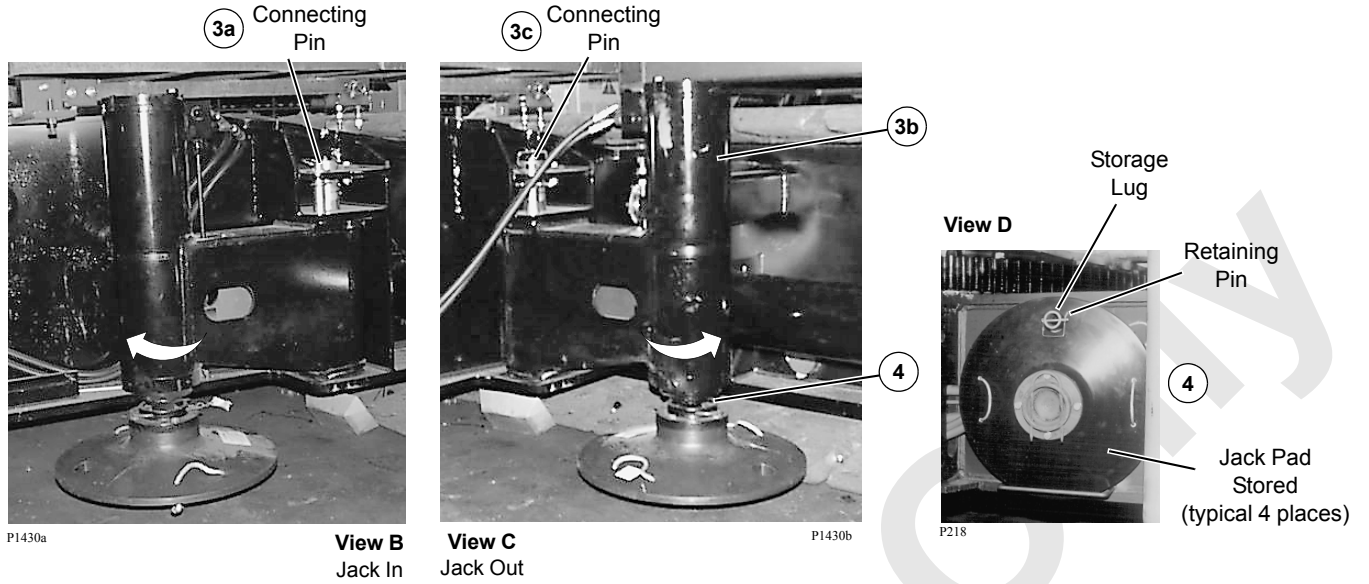 3a
Connecting
Pin
3c
Connecting
Pin
3b
Storage
Lug
View D
Retaining
Pin
4
4
Jack Pad
Stored
(typical 4 places)
P1430a
View B
Jack In
View C
Jack Out
P1430b
P218